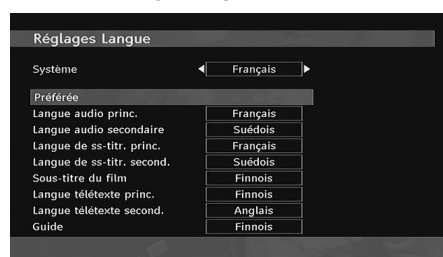 Réglages Langue
Système Français
Préférée
Langue audio princ. Français
Langue audio secondaire Suédois
Langue de ss-titr. princ. Français
Langue de ss-titr. second. Suédois
Sous-titre du film Finnois
Langue télétexte princ. Finnois
Langue télétexte second. Anglais
Guide Finnois